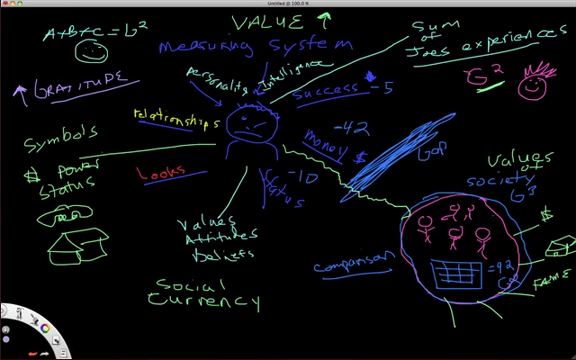 Untitled @ 100.0 %
A+B+C = G²
VALUE ↑
Measuring System
Sum
of
Joes experiences
G²
↑ GRATITUDE
Personality
Intelligence
Success -5
relationships
Symbols
$ power
Status
money $
-42
GAP
Looks
Status
-10
values
of
society
G³
Values
Attitudes
Beliefs
comparison
$
FAME
=92
Social
Currency